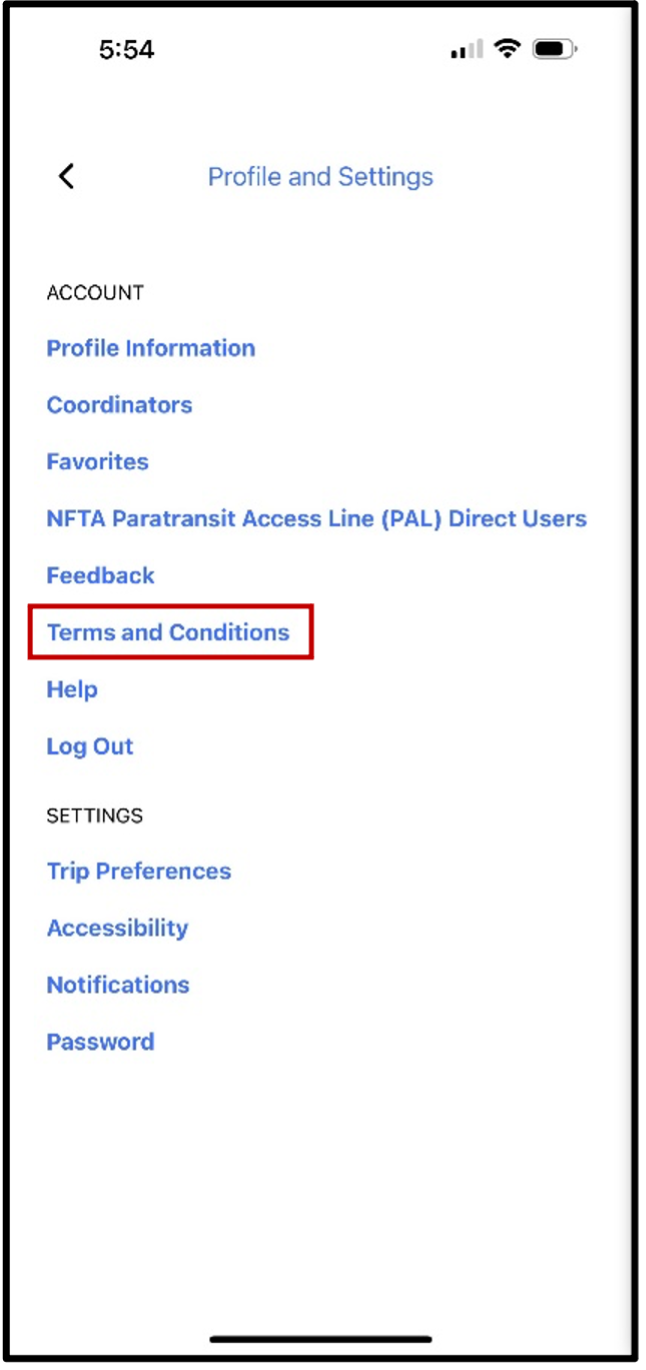 5:54
Profile and Settings
ACCOUNT
Profile Information
Coordinators
Favorites
NFTA Paratransit Access Line (PAL) Direct Users
Feedback
Terms and Conditions
Help
Log Out
SETTINGS
Trip Preferences
Accessibility
Notifications
Password